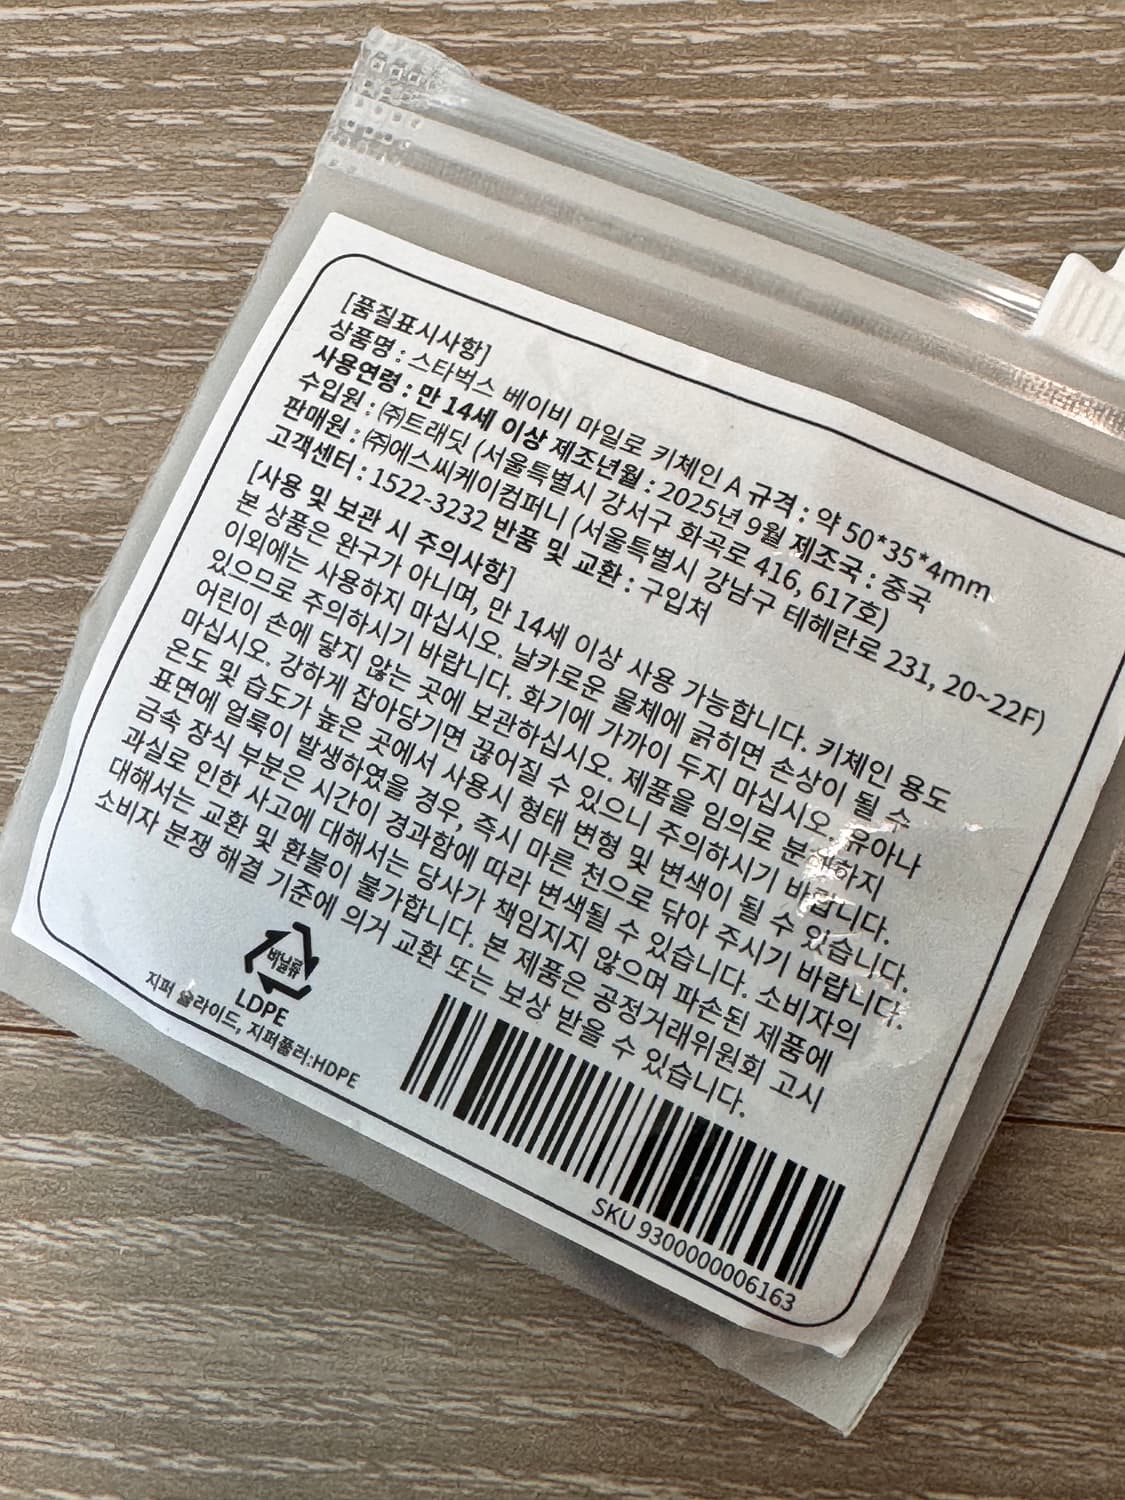 [품질표시사항]
상품명 : 스타벅스 베이비 마일로 키체인 A 규격 : 약 50*35*4mm
사용연령 : 만 14세 이상 제조년월 : 2025년 9월 제조국 : 중국
수입원 : ㈜트래딧 (서울특별시 강서구 화곡로 416, 617호)
판매원 : ㈜에스씨케이컴퍼니 (서울특별시 강남구 테헤란로 231, 20~22F)
고객센터 : 1522-3232 반품 및 교환 : 구입처
[사용 및 보관 시 주의사항]
본 상품은 완구가 아니며, 만 14세 이상 사용 가능합니다. 키체인 용도
이외에는 사용하지 마십시오. 날카로운 물체에 긁히면 손상이 될 수
있으므로 주의하시기 바랍니다. 화기에 가까이 두지 마십시오. 유아나
어린이 손에 닿지 않는 곳에 보관하십시오. 제품을 임의로 분해하지
마십시오. 강하게 잡아당기면 끊어질 수 있으니 주의하시기 바랍니다.
온도 및 습도가 높은 곳에서 사용시 형태 변형 및 변색이 될 수 있습니다.
표면에 얼룩이 발생하였을 경우, 즉시 마른 천으로 닦아 주시기 바랍니다.
금속 장식 부분은 시간이 경과함에 따라 변색될 수 있습니다. 소비자의
과실로 인한 사고에 대해서는 당사가 책임지지 않으며 파손된 제품에
대해서는 교환 및 환불이 불가합니다. 본 제품은 공정거래위원회 고시
소비자 분쟁 해결 기준에 의거 교환 또는 보상 받을 수 있습니다.
비닐류
LDPE
지퍼 슬라이드, 지퍼풀러:HDPE
SKU 9300000006163